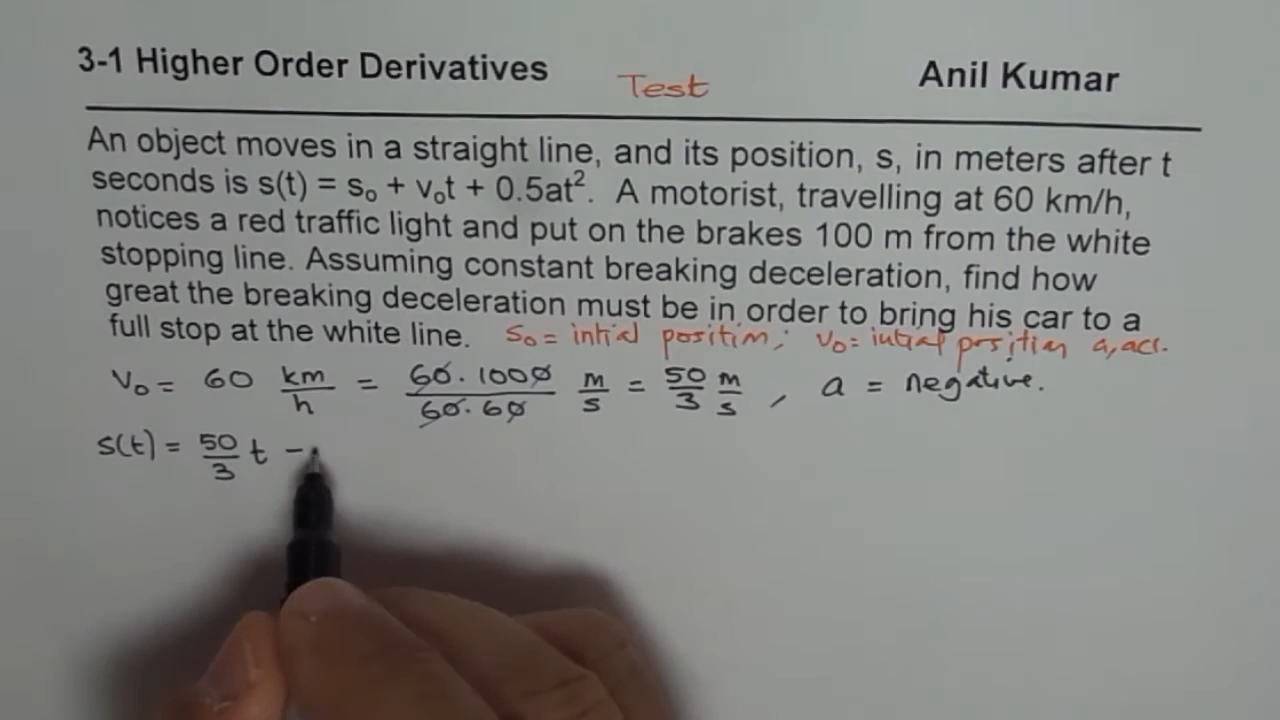 3-1 Higher Order Derivatives Test Anil Kumar
An object moves in a straight line, and its position, s, in meters after t
seconds is s(t) = s₀ + v₀t + 0.5at². A motorist, travelling at 60 km/h,
notices a red traffic light and put on the brakes 100 m from the white
stopping line. Assuming constant breaking deceleration, find how
great the breaking deceleration must be in order to bring his car to a
full stop at the white line. s₀ = intial position; v₀ = intial position a, acc.
v₀ = 60 km/h = 60·1000/60·60 m/s = 50/3 m/s , a = negative.
s(t) = 50/3 t -